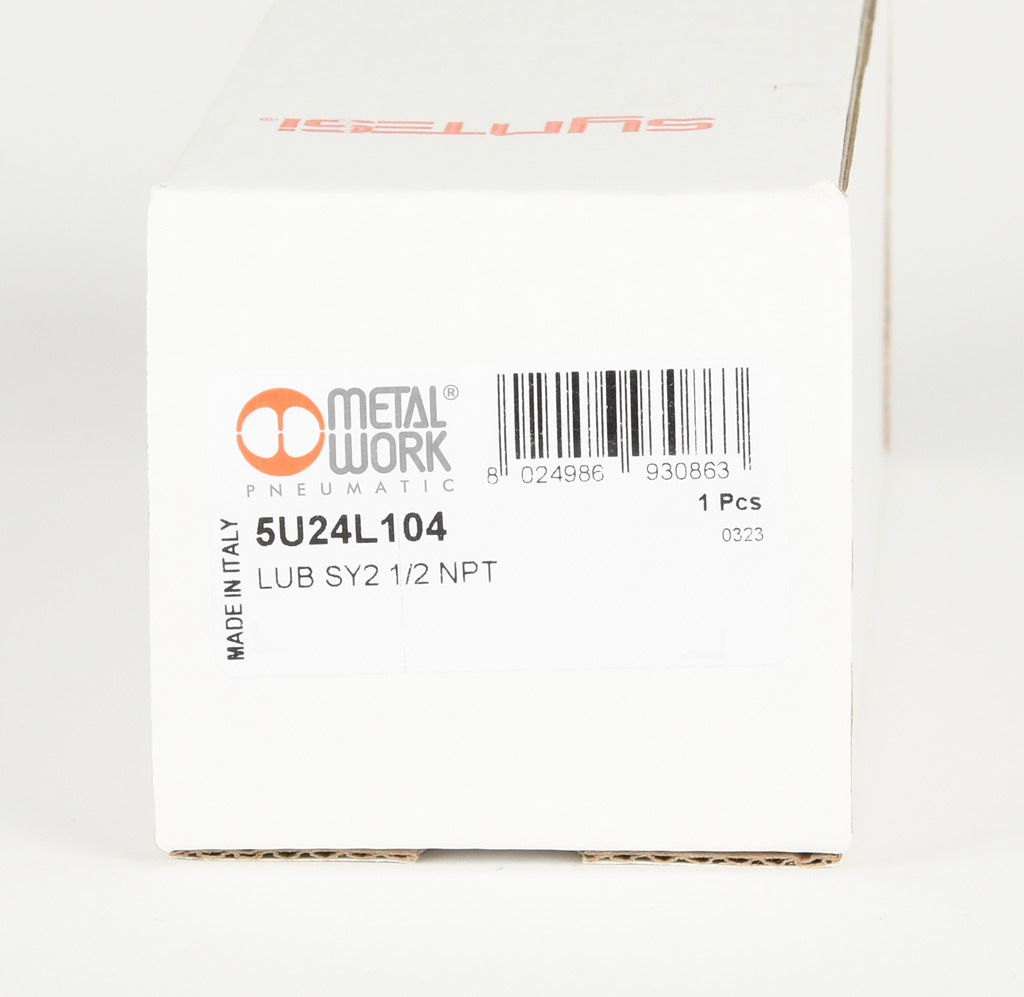 SYNTESI®
METAL®
WORK
PNEUMATIC
8 024986 930863
1 Pcs
0323
MADE IN ITALY
5U24L104
LUB SY2 1/2 NPT